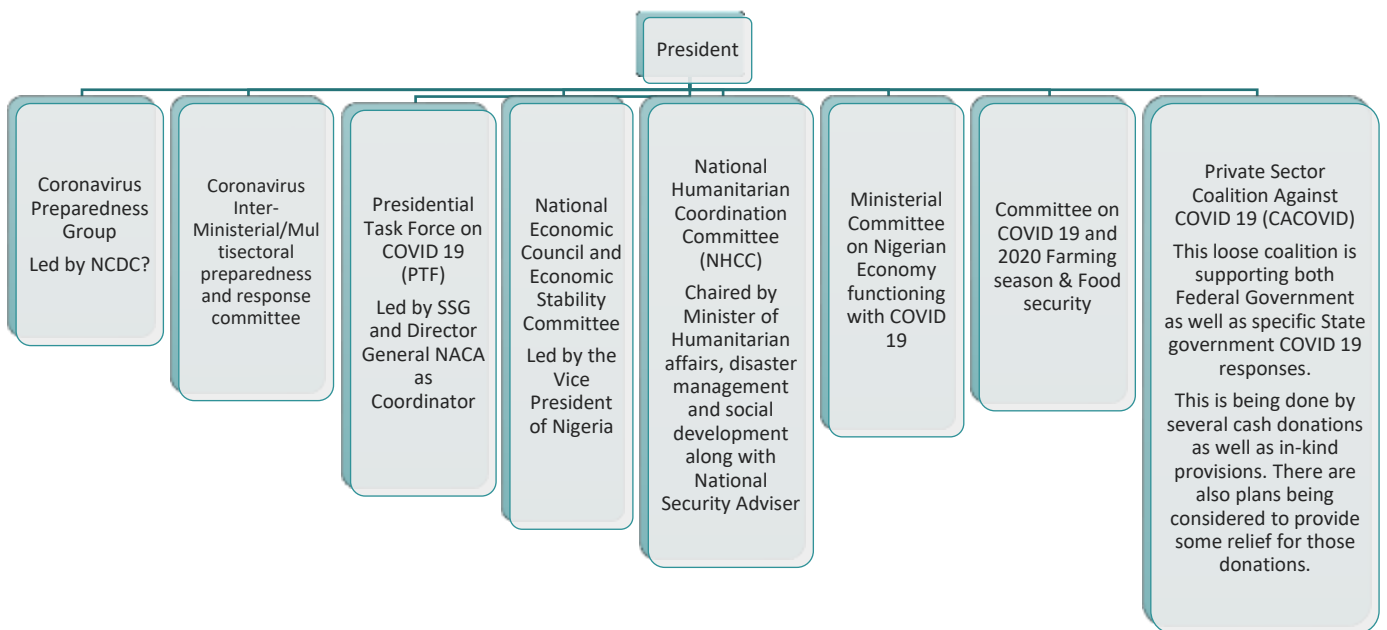 President
Coronavirus
Preparedness
Group
Led by NCDC?
Coronavirus
Inter-
Ministerial/Mul
tisectoral
preparedness
and response
committee
Presidential
Task Force on
COVID 19
(PTF)
Led by SSG
and Director
General NACA
as
Coordinator
National
Economic
Council and
Economic
Stability
Committee
Led by the
Vice
President
of Nigeria
National
Humanitarian
Coordination
Committee
(NHCC)
Chaired by
Minister of
Humanitarian
affairs, disaster
management
and social
development
along with
National
Security Adviser
Ministerial
Committee
on Nigerian
Economy
functioning
with COVID
19
Committee on
COVID 19 and
2020 Farming
season & Food
security
Private Sector
Coalition Against
COVID 19 (CACOVID)
This loose coalition is
supporting both
Federal Government
as well as specific State
government COVID 19
responses.
This is being done by
several cash donations
as well as in-kind
provisions. There are
also plans being
considered to provide
some relief for those
donations.